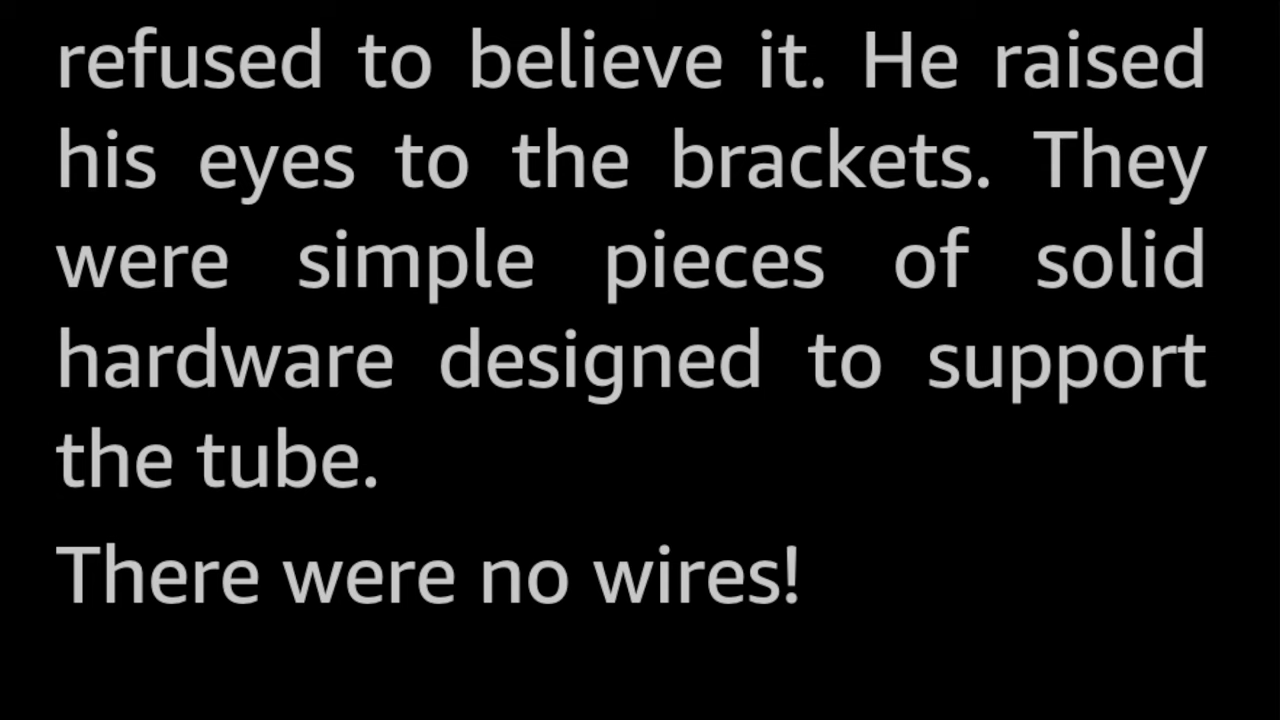 refused to believe it. He raised
his eyes to the brackets. They
were simple pieces of solid
hardware designed to support
the tube.
There were no wires!